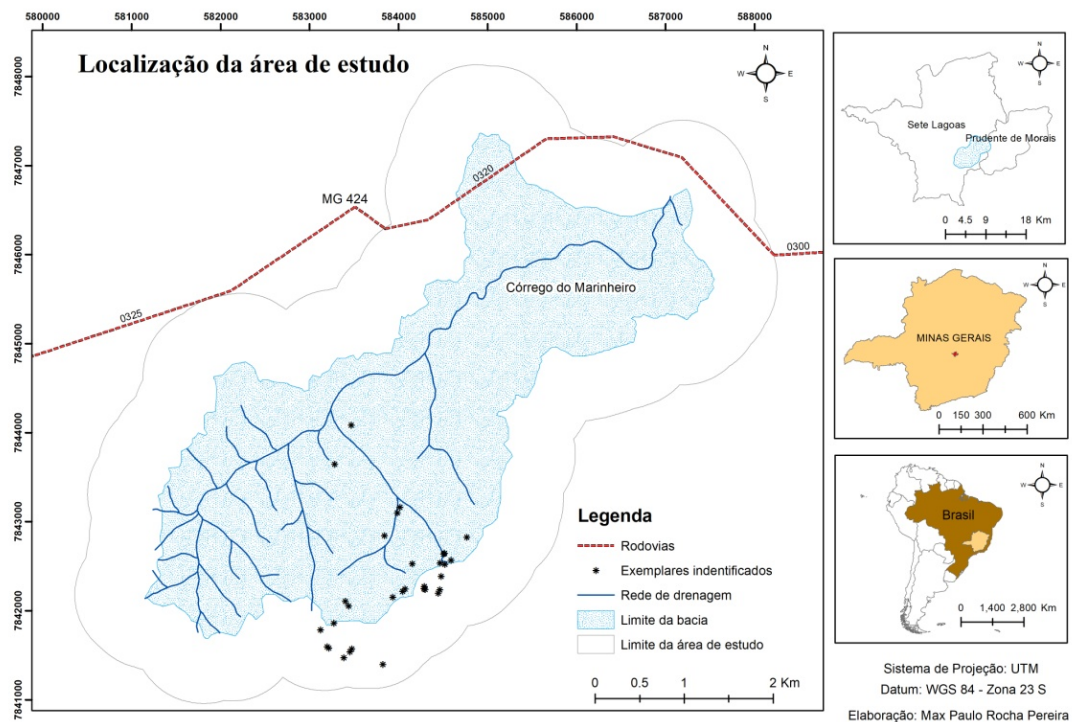 580000 581000 582000 583000 584000 585000 586000 587000 588000
7848000
7847000
7846000
7845000
7844000
7843000
7842000
7841000
Localização da área de estudo
N
W E
S
MG 424
0320
0300
0325
Córrego do Marinheiro
Legenda
Rodovias
Exemplares indentificados
Rede de drenagem
Limite da bacia
Limite da área de estudo
0 0.5 1 2 Km
N
W E
S
Sete Lagoas
Prudente de Morais
0 4.5 9 18 Km
N
W E
S
MINAS GERAIS
0 150 300 600 Km
N
W E
S
Brasil
0 1,400 2,800 Km
Sistema de Projeção: UTM
Datum: WGS 84 - Zona 23 S
Elaboração: Max Paulo Rocha Pereira